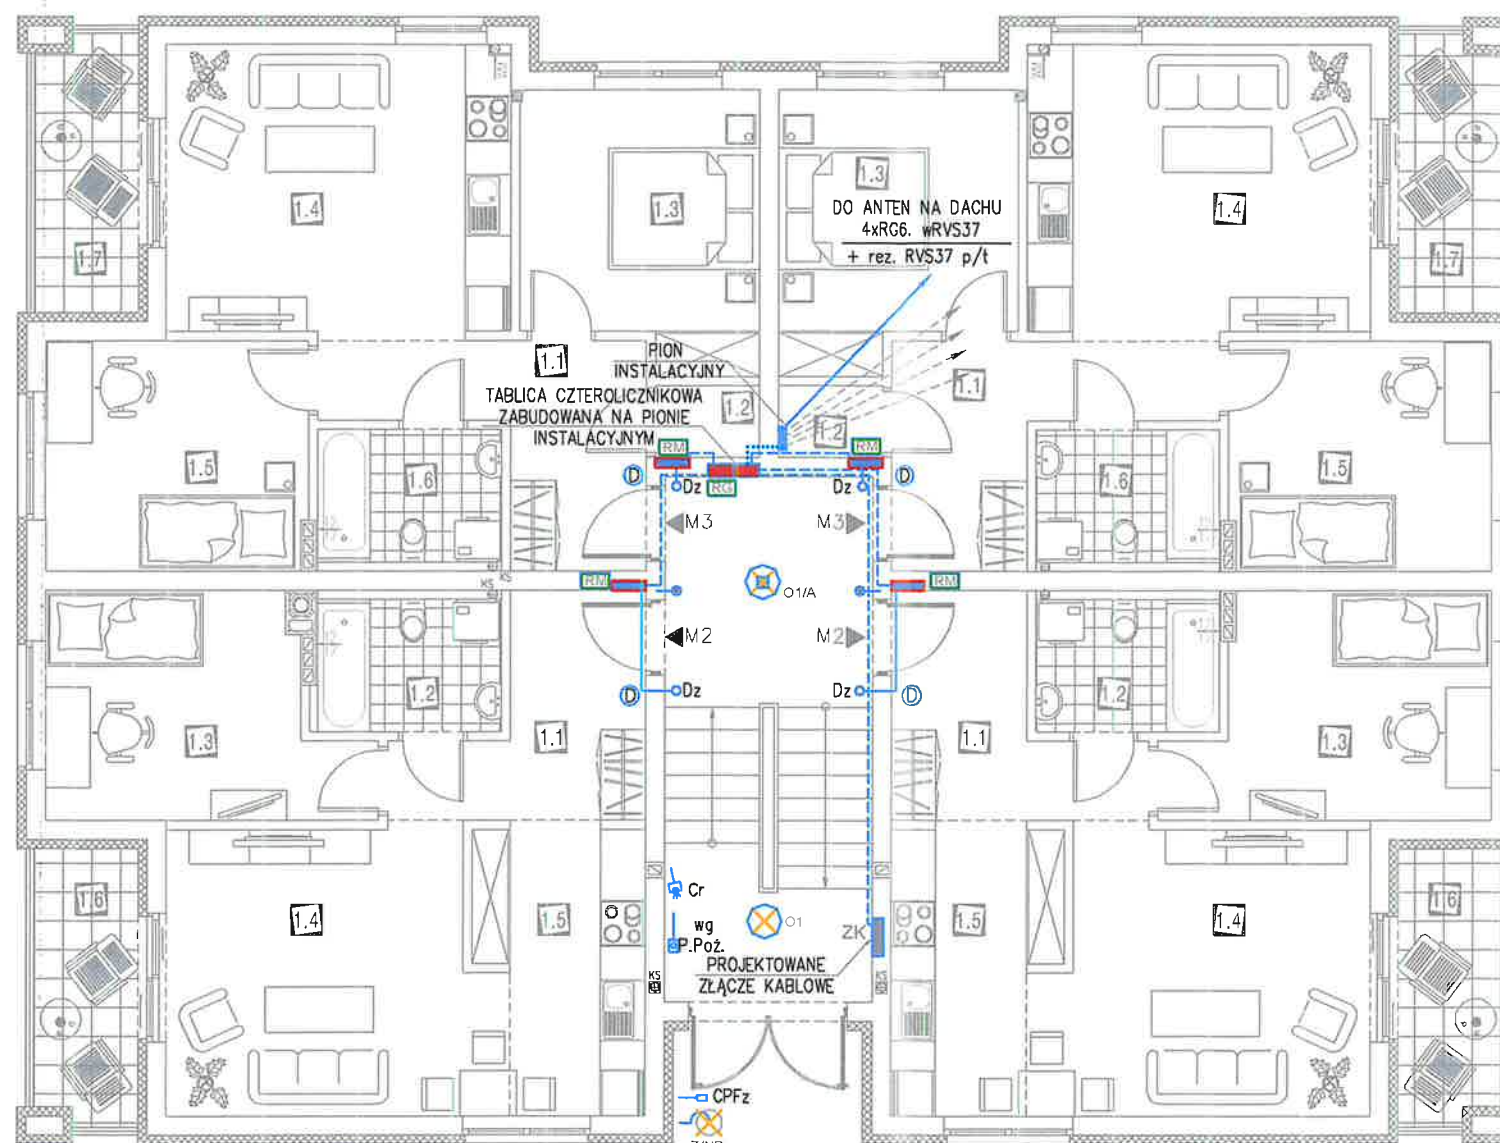 1.4
1.3
1.3
1.4
DO ANTEN NA DACHU
4xRG6. wRVS37
+ rez. RVS37 p/t
1.7
1.7
1.1
PION
INSTALACYJNY
TABLICA CZTEROLICZNIKOWA
ZABUDOWANA NA PIONIE
INSTALACYJNYM
1.2
1.2
1.1
RM
RM
1.5
1.6
D
Dz
RG
Dz
D
1.6
1.5
M3
M3
KS
KS
RM
O1/A
RM
M2
M2
1.2
D
Dz
Dz
D
1.2
1.3
1.1
1.1
1.3
Cr
1.6
1.4
1.5
wg
P.Poż.
O1
ZK
1.5
1.4
1.6
PROJEKTOWANE
ZŁĄCZE KABLOWE
KS
KS
CPFz